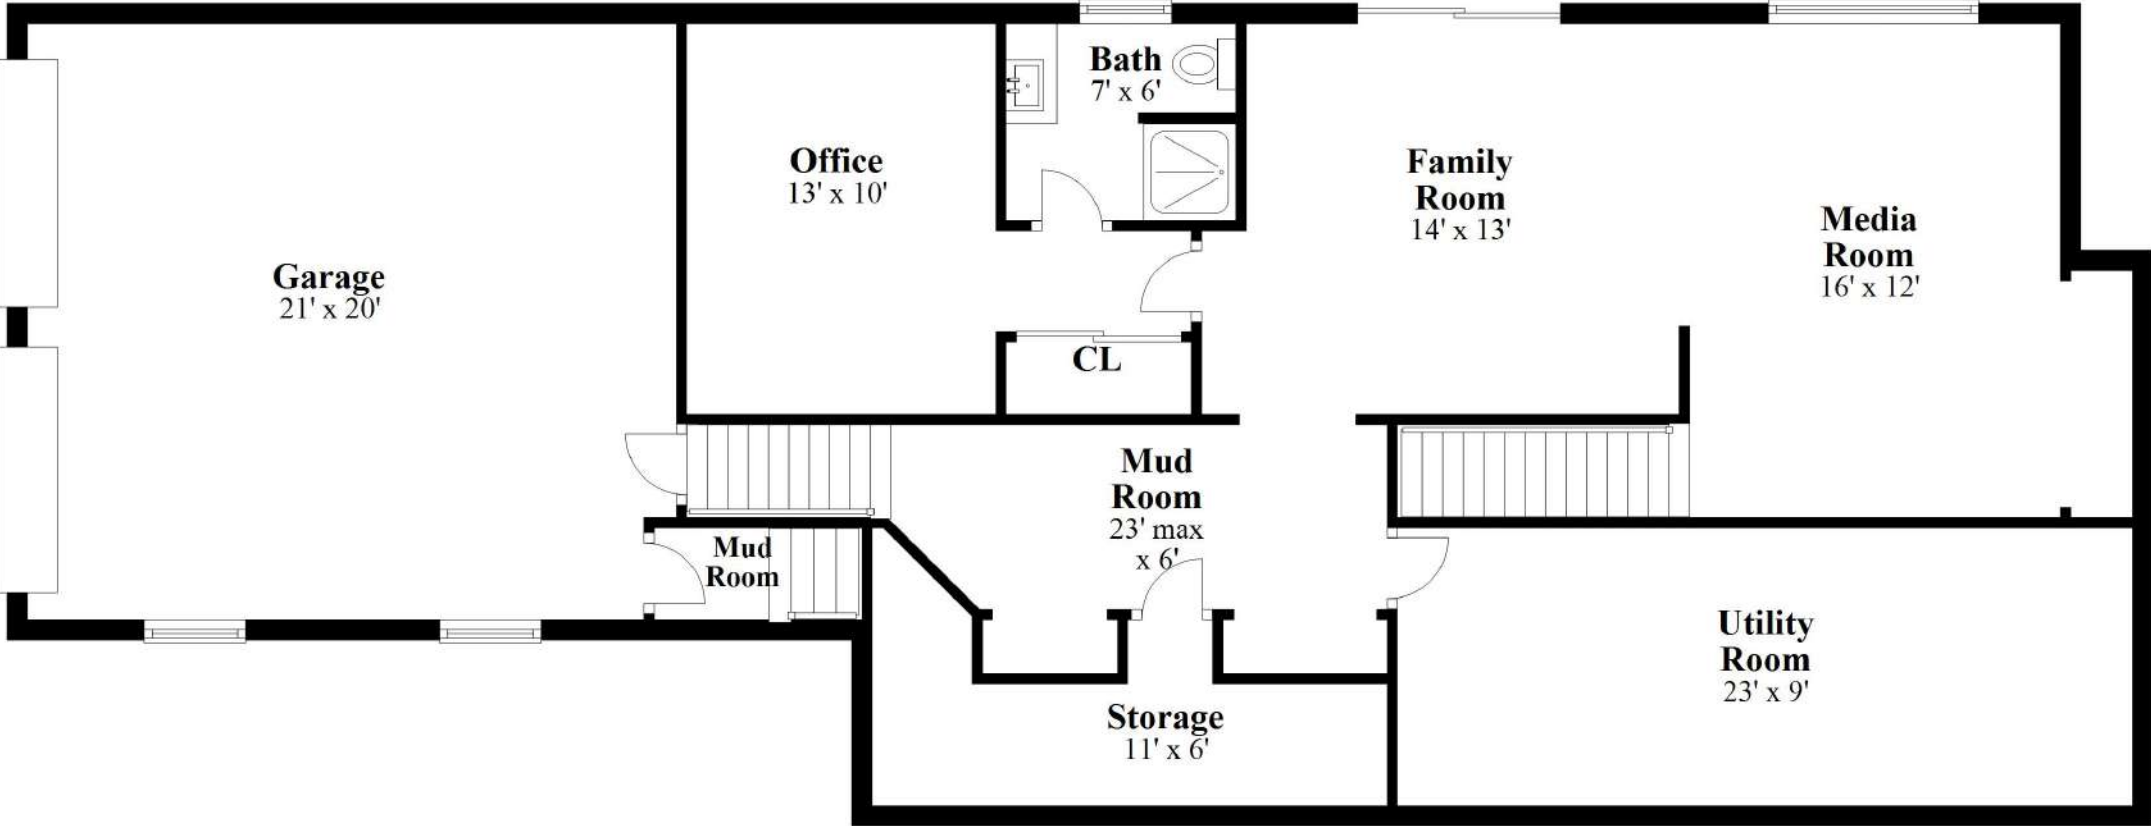 Bath
7' x 6'
Office
13' x 10'
Family
Room
14' x 13'
Media
Room
16' x 12'
Garage
21' x 20'
CL
Mud
Room
23' max
x 6'
Mud
Room
Utility
Room
23' x 9'
Storage
11' x 6'